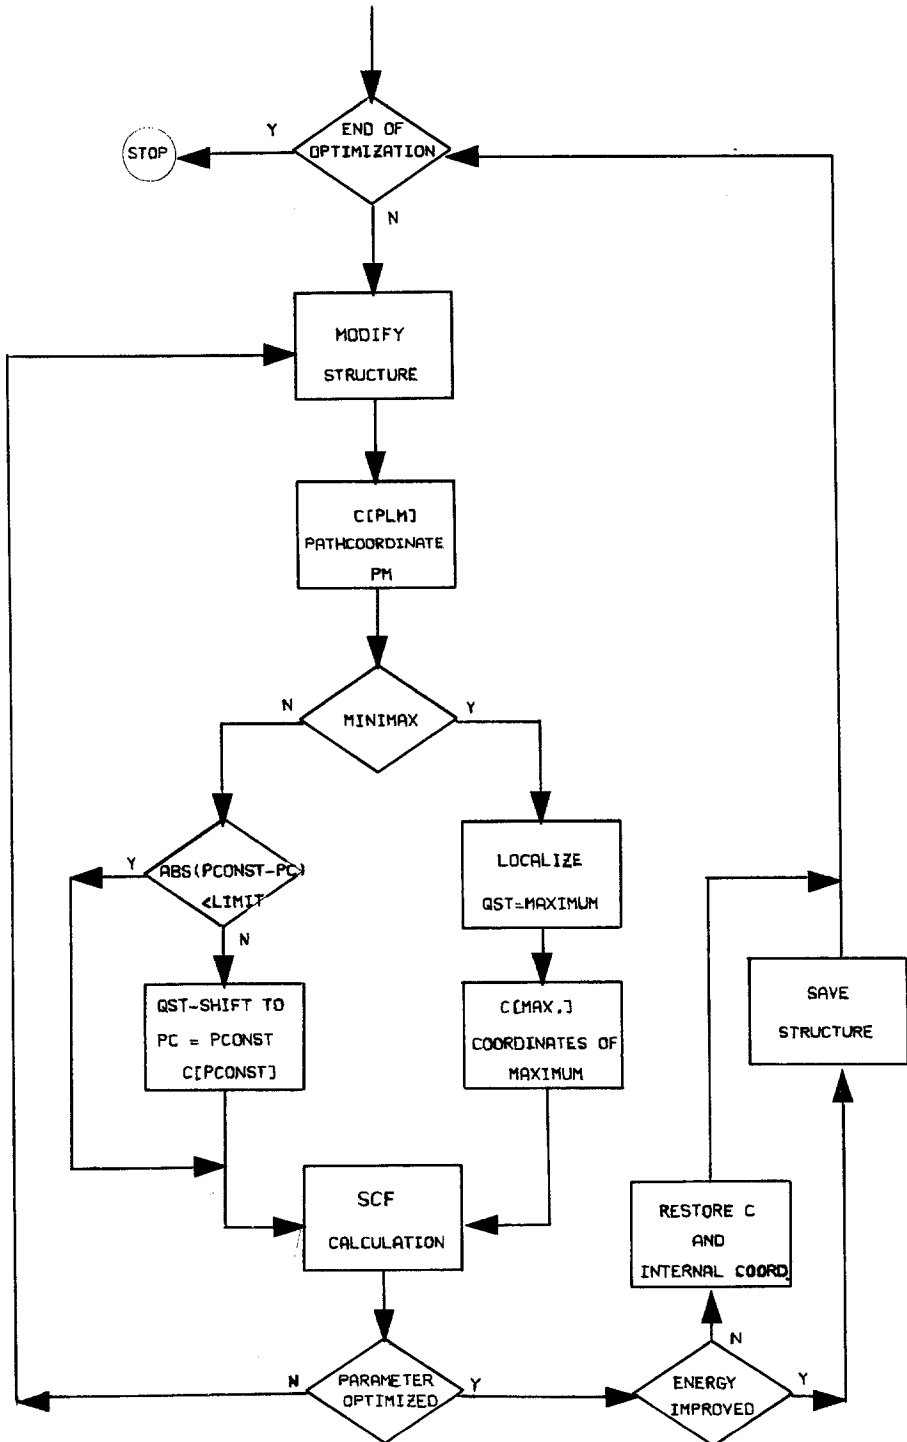 Y
END OF
OPTIMIZATION
STOP
N
MODIFY
STRUCTURE
C[PLM]
PATHCOORDINATE
PM
N
MINIMAX
Y
Y
ABS(PCONST-PC)
<LIMIT
N
LOCALIZE
QST=MAXIMUM
QST-SHIFT TO
PC = PCONST
C[PCONST]
C[MAX.]
COORDINATES OF
MAXIMUM
SAVE
STRUCTURE
SCF
CALCULATION
RESTORE C
AND
INTERNAL COORD.
N
N
PARAMETER
OPTIMIZED
Y
ENERGY
IMPROVED
Y